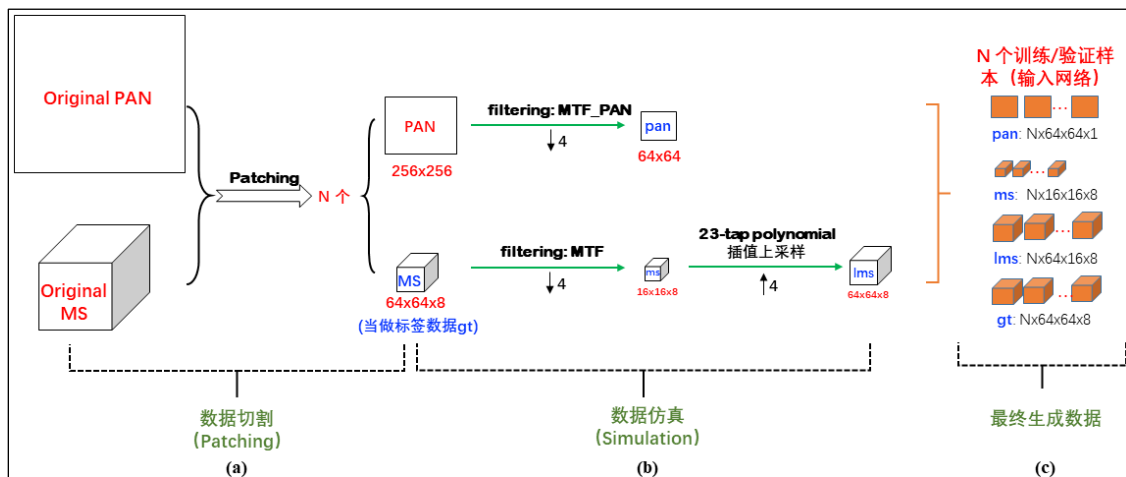 Original PAN
Original
MS
Patching
N 个
PAN
256x256
MS
64x64x8
(当做标签数据gt)
filtering: MTF_PAN
4
pan
64x64
filtering: MTF
4
ms
16x16x8
23-tap polynomial
插值上采样
4
lms
64x64x8
N 个训练/验证样
本（输入网络）
...
pan: Nx64x64x1
...
ms: Nx16x16x8
...
lms: Nx64x16x8
...
gt: Nx64x64x8
数据切割
(Patching)
(a)
数据仿真
(Simulation)
(b)
最终生成数据
(c)